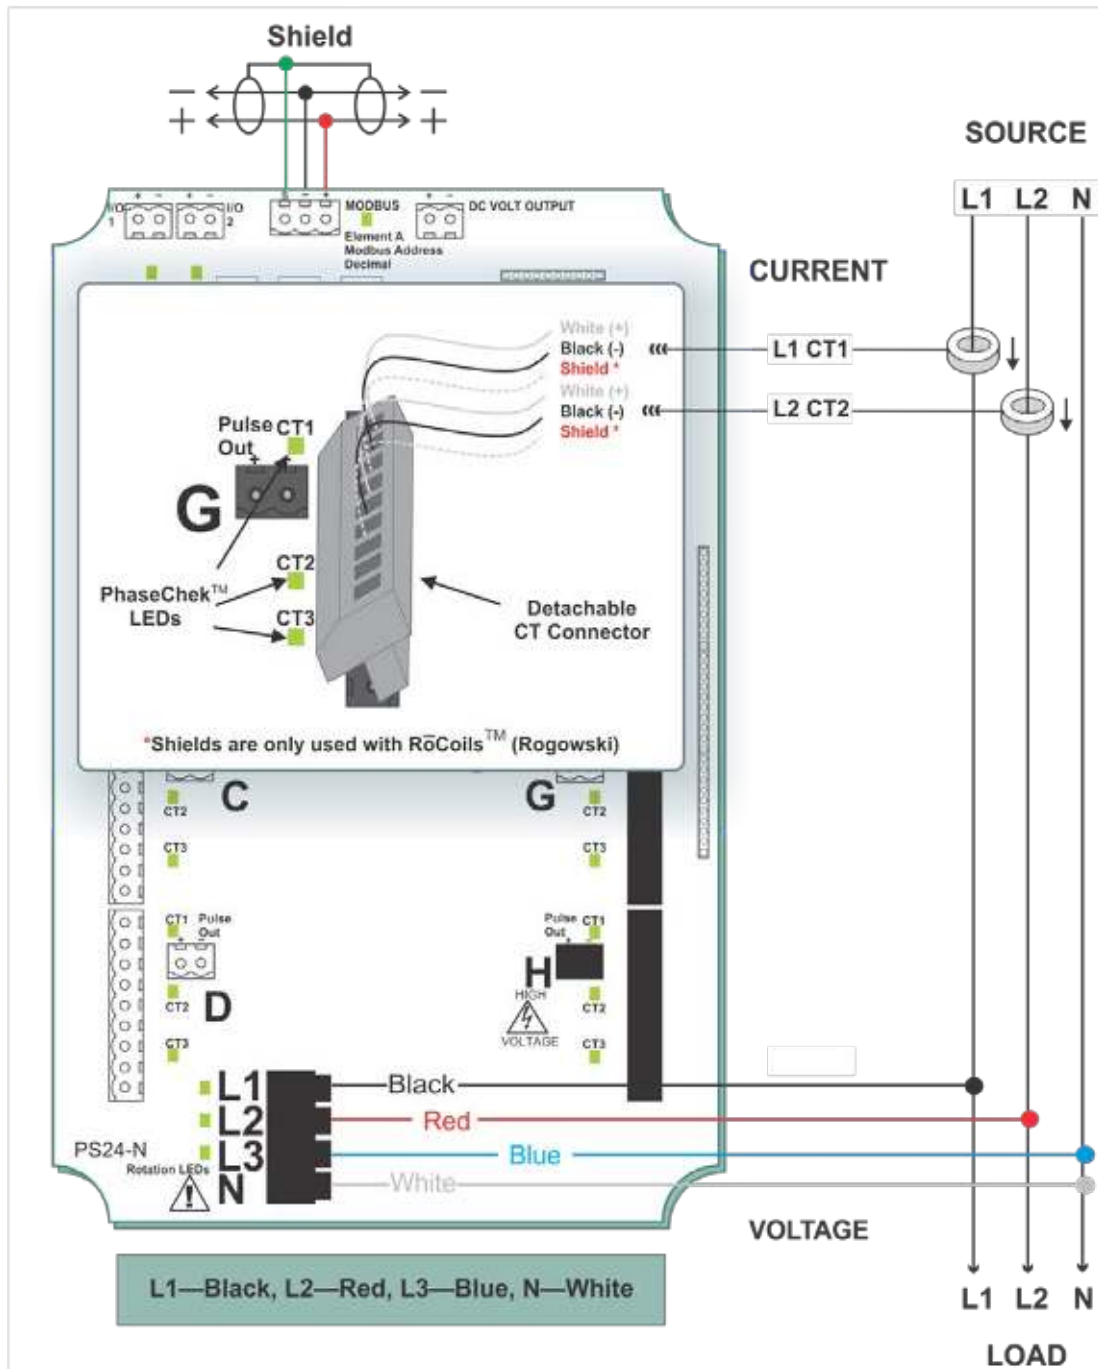 Shield
— —
+ +
SOURCE
L1 L2 N
+ − + − S − + + −
I/O 1 I/O 2 MODBUS DC VOLT OUTPUT
Element A
Modbus Address
Decimal
CURRENT
White (+)
Black (-)
Shield *
White (+)
Black (-)
Shield *
L1 CT1
L2 CT2
Pulse Out
CT1
+ −
G
CT2
CT3
PhaseChek™
LEDs
Detachable
CT Connector
*Shields are only used with RōCoils™ (Rogowski)
C
G
CT2
CT2
CT3
CT3
CT1 Pulse Out
+ −
D
CT2
CT3
Pulse Out CT1
+ −
H
HIGH
VOLTAGE
CT2
CT3
L1 Black
L2 Red
L3 Blue
N White
PS24-N
Rotation LEDs
VOLTAGE
L1—Black, L2—Red, L3—Blue, N—White
L1 L2 N
LOAD